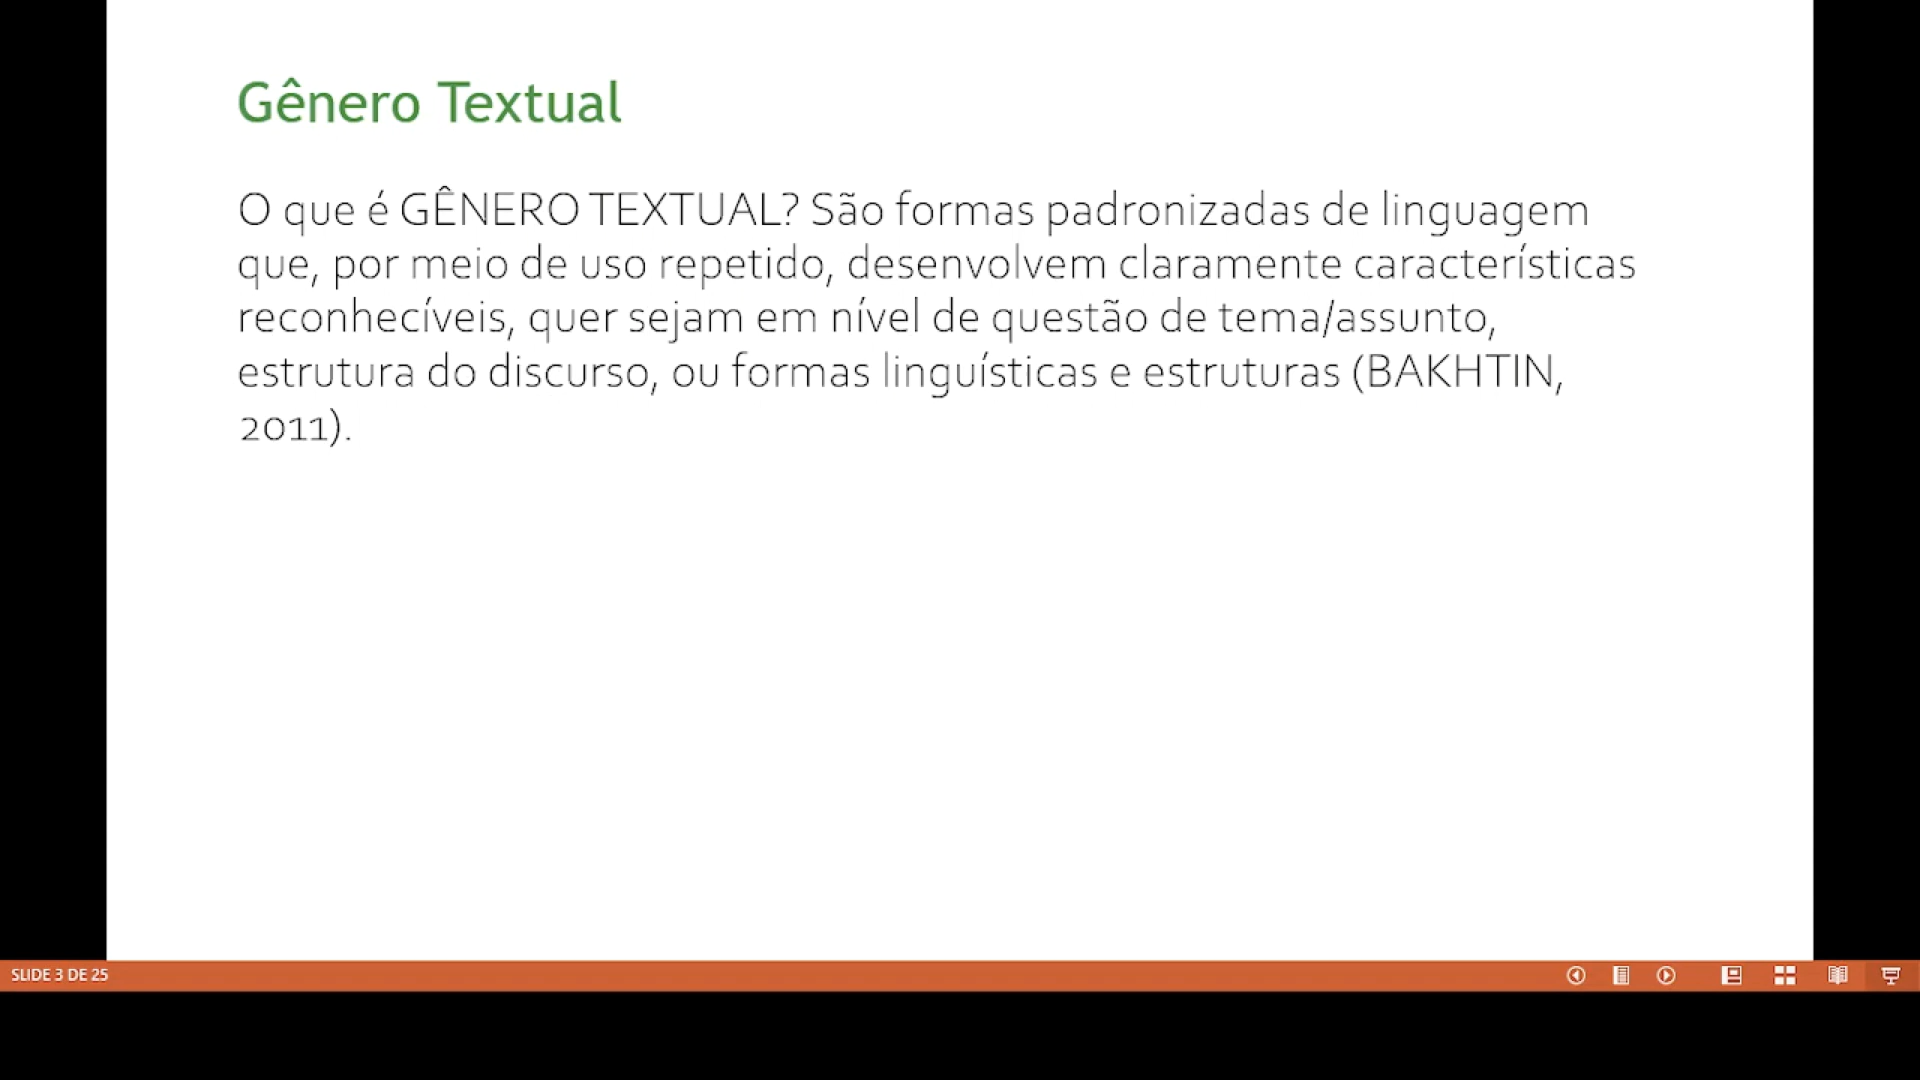 Gênero Textual
O que é GÊNERO TEXTUAL? São formas padronizadas de linguagem
que, por meio de uso repetido, desenvolvem claramente características
reconhecíveis, quer sejam em nível de questão de tema/assunto,
estrutura do discurso, ou formas linguísticas e estruturas (BAKHTIN,
2011).
SLIDE 3 DE 25